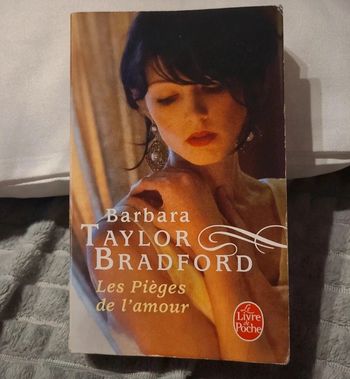 Barbara
TAYLOR
BRADFORD
Les Pièges
de l'amour
Le
Livre
de
Poche